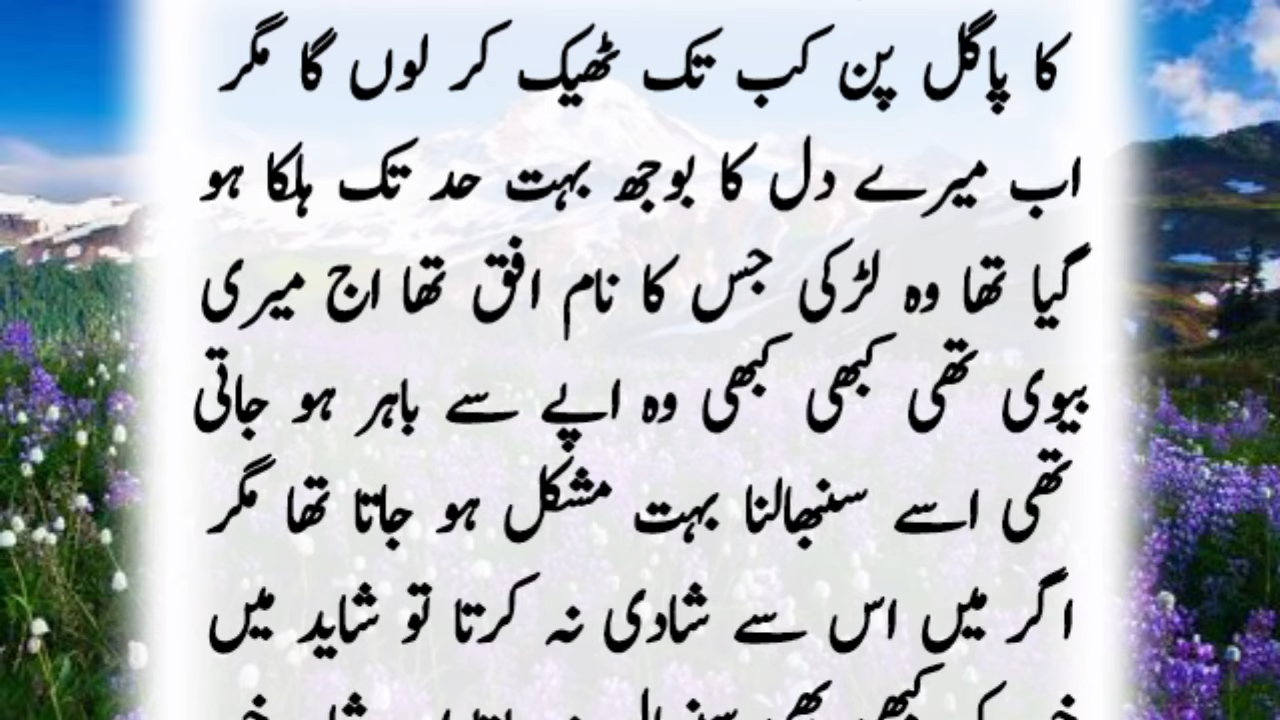 کا پاگل پن کب تک ٹھیک کر لوں گا مگر
اب میرے دل کا بوجھ بہت حد تک ہلکا ہو
گیا تھا وہ لڑکی جس کا نام افق تھا اج میری
بیوی تھی کبھی کبھی وہ اپے سے باہر ہو جاتی
تھی اسے سنبھالنا بہت مشکل ہو جاتا تھا مگر
اگر میں اس سے شادی نہ کرتا تو شاید میں